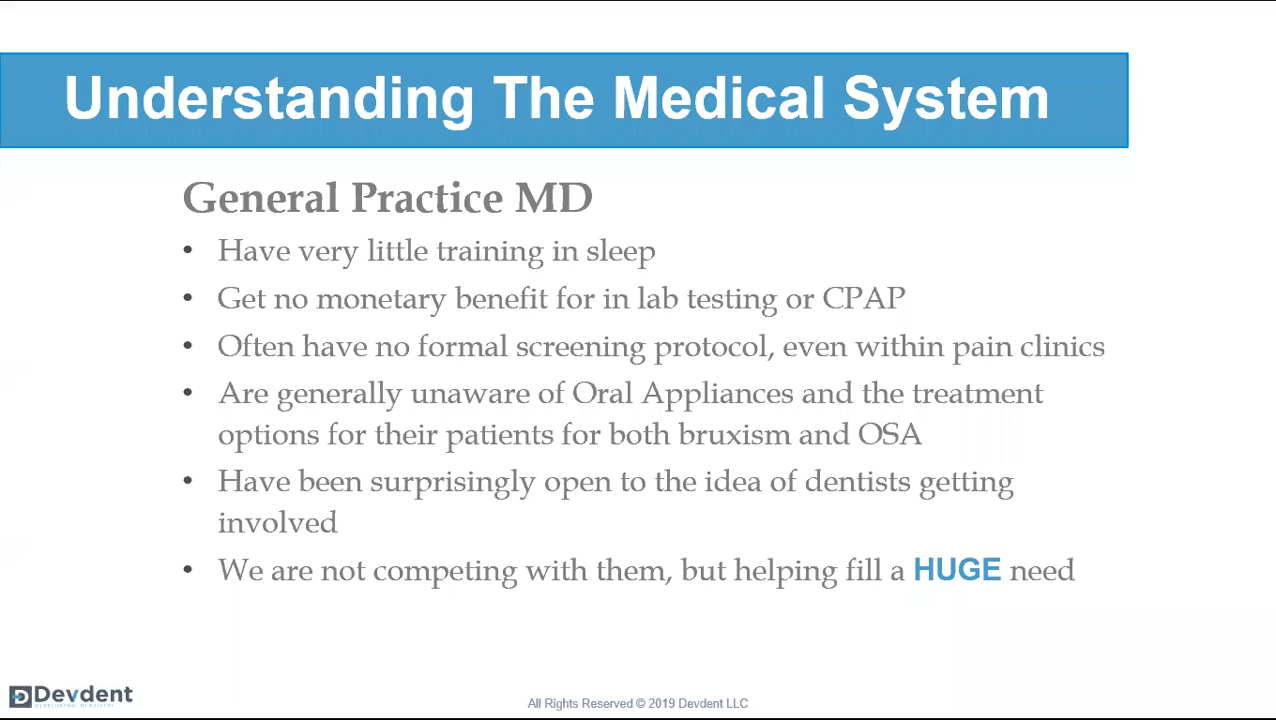 Understanding The Medical System
General Practice MD
• Have very little training in sleep
• Get no monetary benefit for in lab testing or CPAP
• Often have no formal screening protocol, even within pain clinics
• Are generally unaware of Oral Appliances and the treatment
options for their patients for both bruxism and OSA
• Have been surprisingly open to the idea of dentists getting
involved
• We are not competing with them, but helping fill a HUGE need
Devdent
DEVELOPING DENTISTS
All Rights Reserved © 2019 Devdent LLC